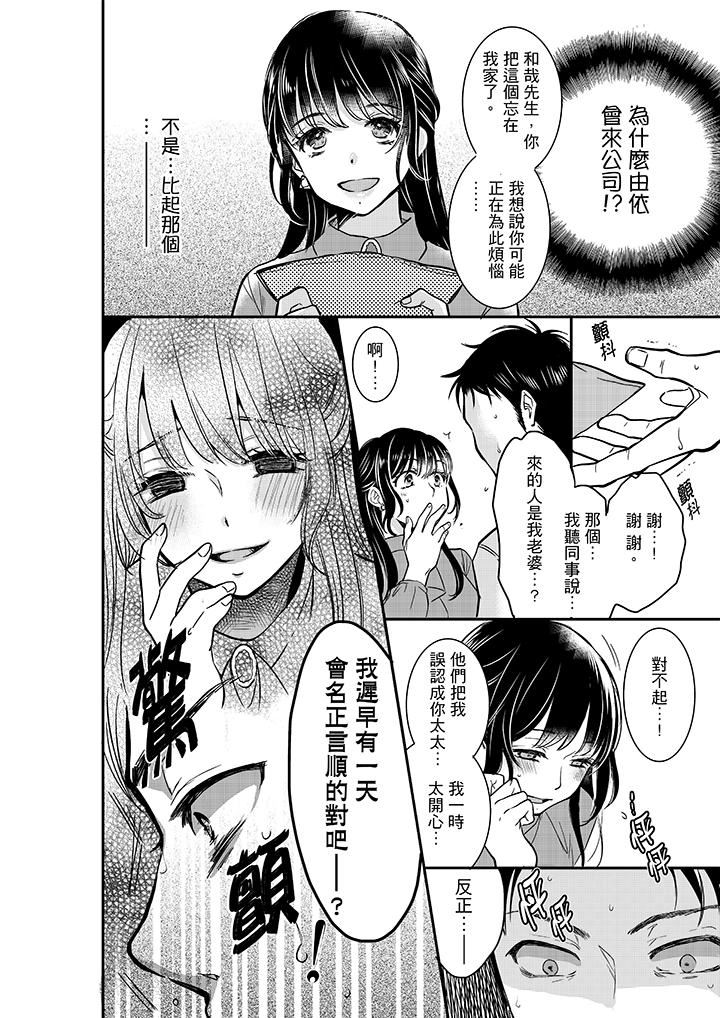 為什麼由依
會來公司!?
和哉先生，你
把這個忘在
我家了。
我想說你可能
正在為此煩惱
……
不是…比起那個
……——
顫抖
顫抖
謝…!
謝謝。
那個…
我聽同事說…
來的人是我老婆…?
啊!…
對不起…!
他們把我
誤認成你太太…
我一時
太開心…
怦怦
怦怦
反正…——
我遲早有一天
會名正言順的對吧——?
驚
顫
!